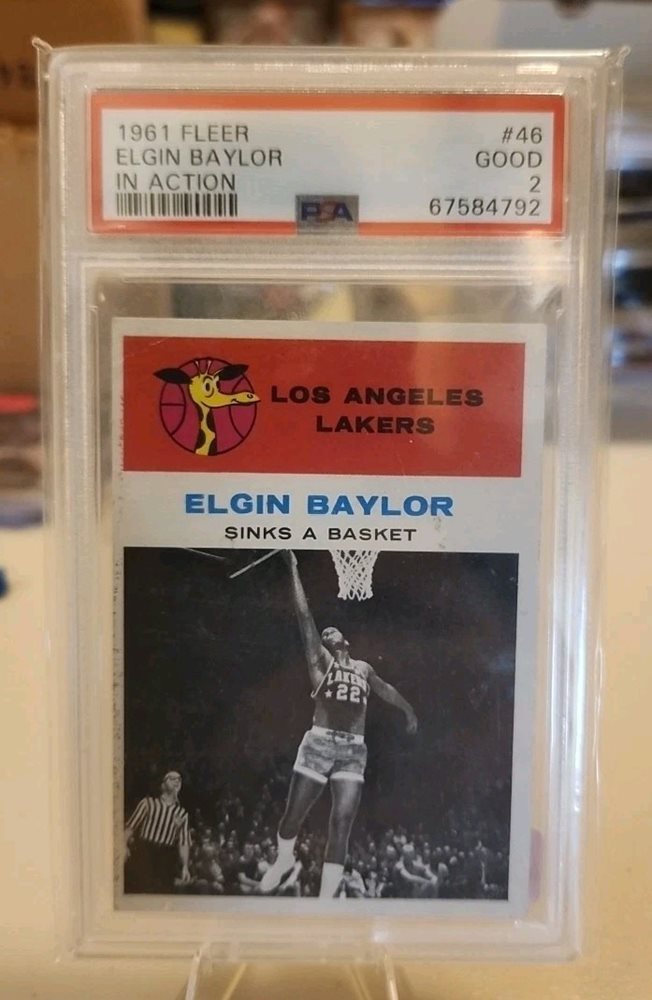 1961 FLEER #46
ELGIN BAYLOR GOOD
IN ACTION 2
PSA 67584792
LOS ANGELES
LAKERS
ELGIN BAYLOR
SINKS A BASKET
LAKERS
22